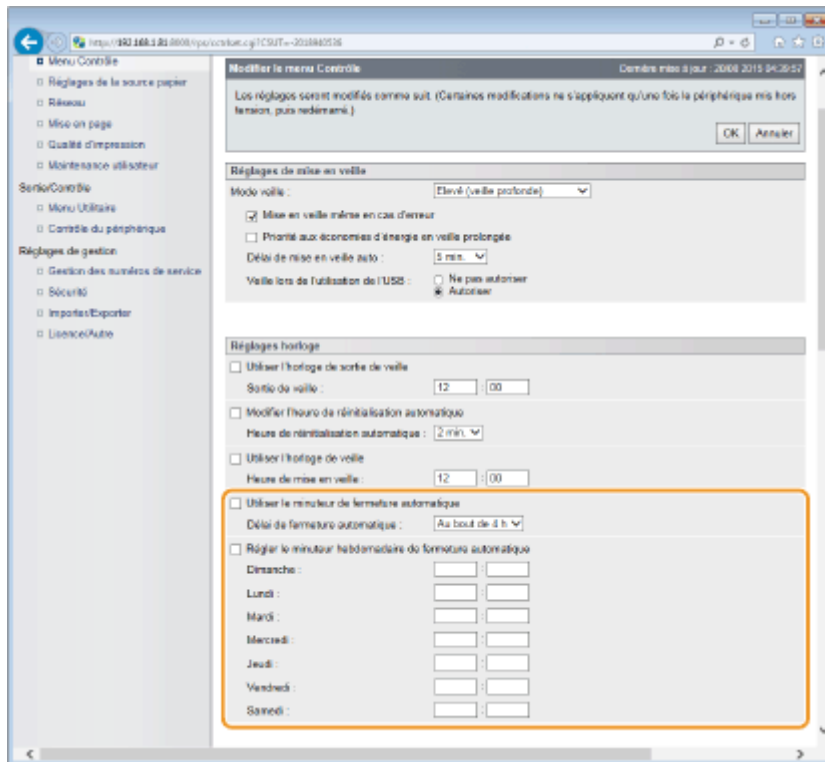 Menu Contrôle
Réglages de la source papier
Réseau
Mise en page
Qualité d'impression
Maintenance utilisateur
Sortie/Contrôle
Menu Utilitaire
Contrôle du périphérique
Réglages de gestion
Gestion des numéros de service
Sécurité
Importer/Exporter
Licence/Autre
Modifier le menu Contrôle
Dernière mise à jour : 20/08 2015 04:39:57
Les réglages seront modifiés comme suit. (Certaines modifications ne s'appliquent qu'une fois le périphérique mis hors
tension, puis redémarré.)
OK Annuler
Réglages de mise en veille
Mode veille : Elevé (veille profonde)
Mise en veille même en cas d'erreur
Priorité aux économies d'énergie en veille prolongée
Délai de mise en veille auto : 5 min.
Veille lors de l'utilisation de l'USB : Ne pas autoriser
Autoriser
Réglages horloge
Utiliser l'horloge de sortie de veille
Sortie de veille : 12 : 00
Modifier l'heure de réinitialisation automatique
Heure de réinitialisation automatique : 2 min.
Utiliser l'horloge de veille
Heure de mise en veille : 12 : 00
Utiliser le minuteur de fermeture automatique
Délai de fermeture automatique : Au bout de 4 h
Régler le minuteur hebdomadaire de fermeture automatique
Dimanche : :
Lundi : :
Mardi : :
Mercredi : :
Jeudi : :
Vendredi : :
Samedi : :